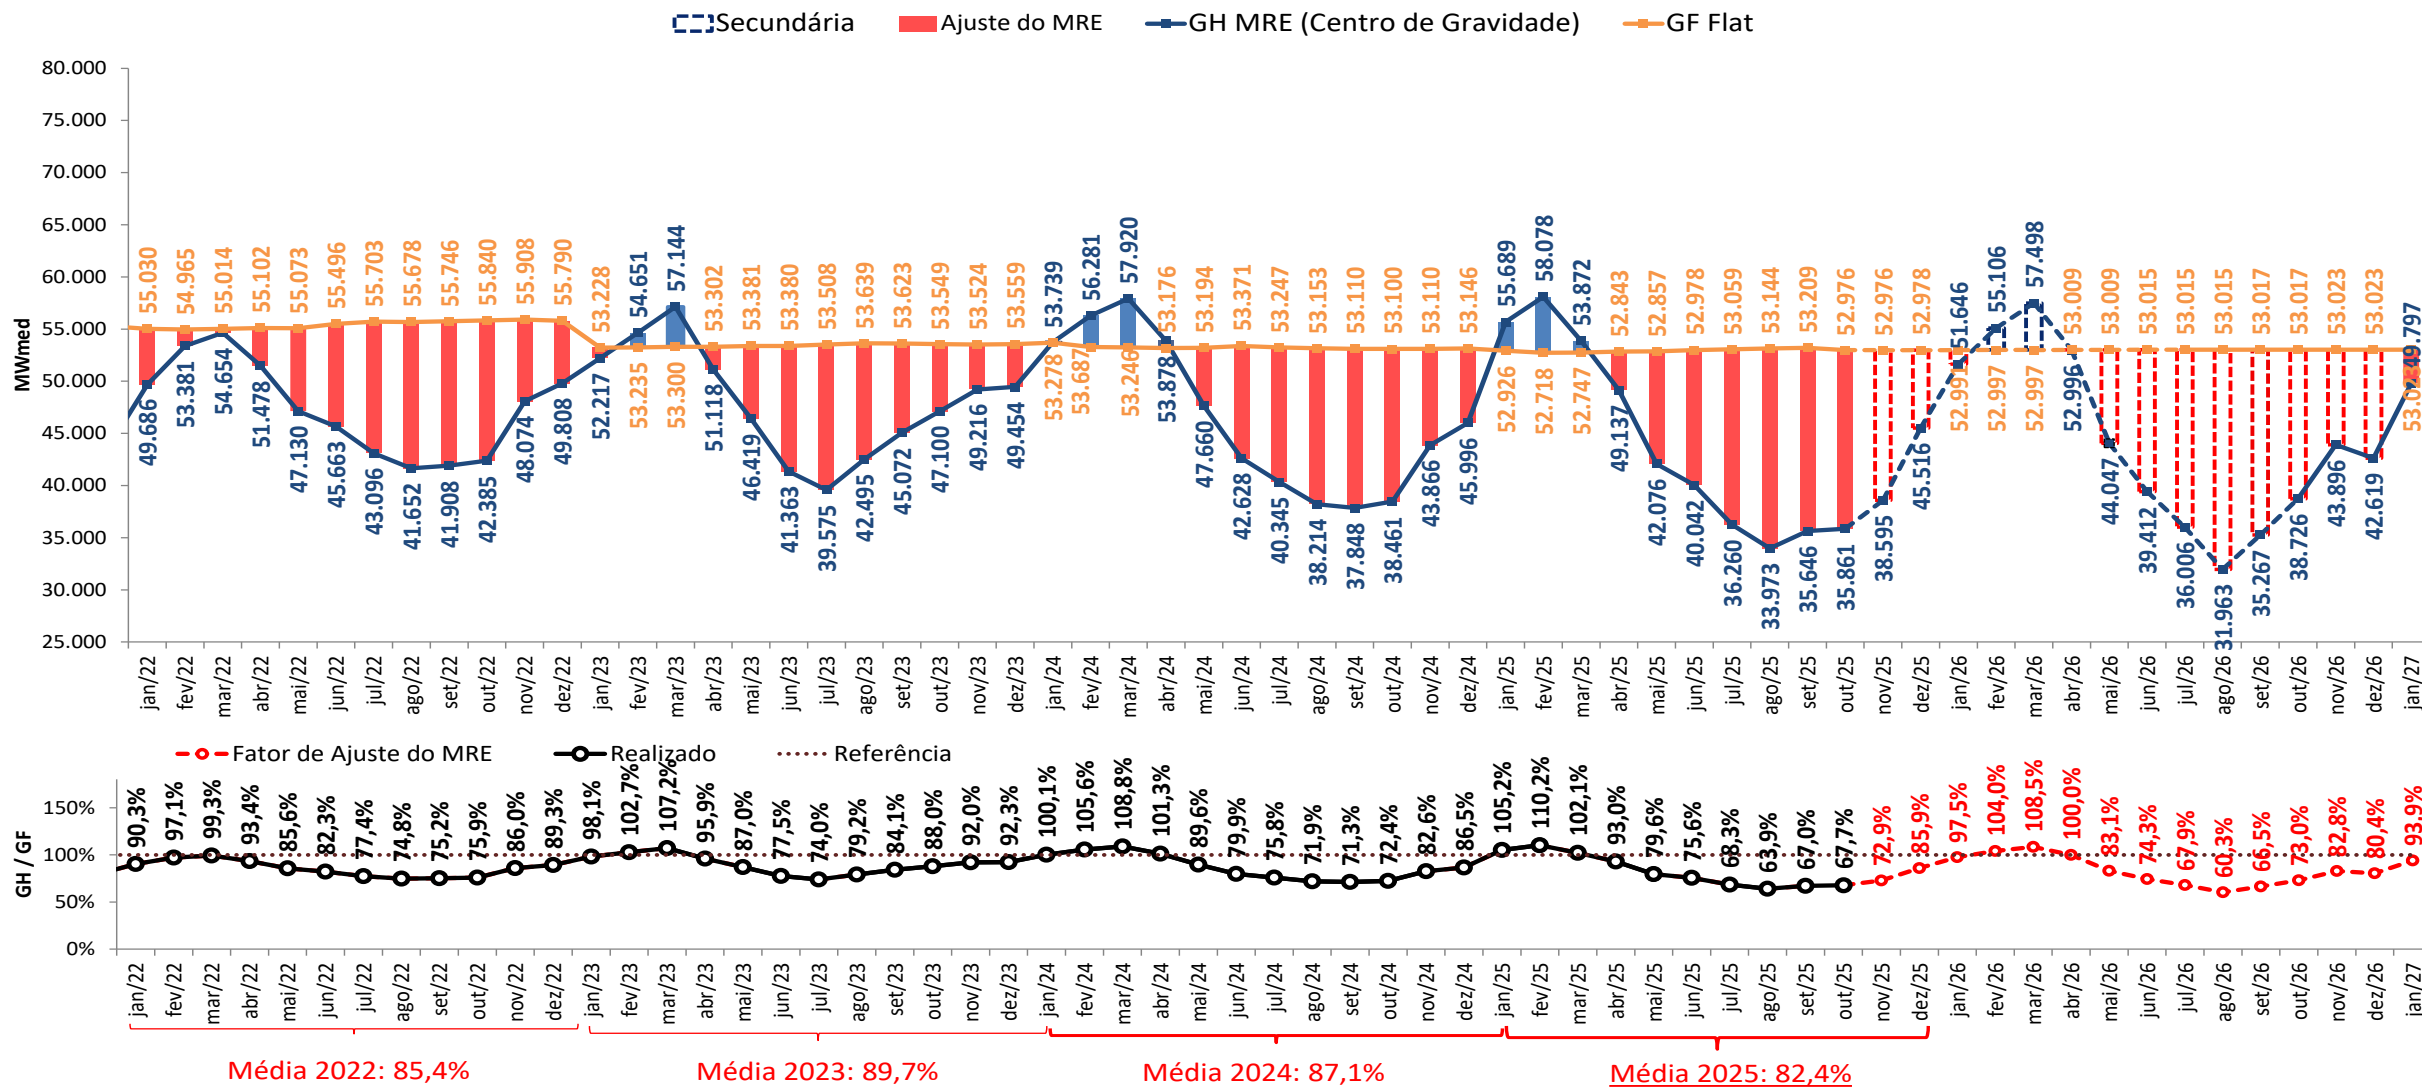 Secundária Ajuste do MRE GH MRE (Centro de Gravidade) GF Flat
MWmed
80.000
75.000
70.000
65.000
60.000
55.000
50.000
45.000
40.000
35.000
30.000
25.000
55.030 54.965 55.014 55.102 55.073 55.496 55.703 55.678 55.746 55.840 55.908 55.790 53.228 54.651 57.144 53.302 53.381 53.380 53.508 53.639 53.623 53.549 53.524 53.559 53.739 56.281 57.920 53.176 53.194 53.371 53.247 53.153 53.110 53.100 53.110 53.146 55.689 58.078 53.872 52.843 52.857 52.978 53.059 53.144 53.209 52.976 52.976 52.978 51.646 55.106 57.498 53.009 53.009 53.015 53.015 53.015 53.017 53.017 53.023 53.023 49.797
49.686 53.381 54.654 51.478 47.130 45.663 43.096 41.652 41.908 42.385 48.074 49.808 52.217 53.235 53.300 51.118 46.419 41.363 39.575 42.495 45.072 47.100 49.216 49.454 53.278 53.687 53.246 53.878 47.660 42.628 40.345 38.214 37.848 38.461 43.866 45.996 52.926 52.718 52.747 49.137 42.076 40.042 36.260 33.973 35.646 35.861 38.595 45.516 52.997 52.997 52.996 44.047 39.412 36.006 31.963 35.267 38.726 43.896 42.619
jan/22 fev/22 mar/22 abr/22 mai/22 jun/22 jul/22 ago/22 set/22 out/22 nov/22 dez/22 jan/23 fev/23 mar/23 abr/23 mai/23 jun/23 jul/23 ago/23 set/23 out/23 nov/23 dez/23 jan/24 fev/24 mar/24 abr/24 mai/24 jun/24 jul/24 ago/24 set/24 out/24 nov/24 dez/24 jan/25 fev/25 mar/25 abr/25 mai/25 jun/25 jul/25 ago/25 set/25 out/25 nov/25 dez/25 jan/26 fev/26 mar/26 abr/26 mai/26 jun/26 jul/26 ago/26 set/26 out/26 nov/26 dez/26 jan/27
Fator de Ajuste do MRE Realizado Referência
GH / GF
150%
100%
50%
0%
90,3% 97,1% 99,3% 93,4% 85,6% 82,3% 77,4% 74,8% 75,2% 75,9% 86,0% 89,3% 98,1% 102,7% 107,2% 95,9% 87,0% 77,5% 74,0% 79,2% 84,1% 88,0% 92,0% 92,3% 100,1% 105,6% 108,8% 101,3% 89,6% 79,9% 75,8% 71,9% 71,3% 72,4% 82,6% 86,5% 105,2% 110,2% 102,1% 93,0% 79,6% 75,6% 68,3% 63,9% 67,0% 67,7% 72,9% 85,9% 97,5% 104,0% 108,5% 100,0% 83,1% 74,3% 67,9% 60,3% 66,5% 73,0% 82,8% 80,4% 93,9%
jan/22 fev/22 mar/22 abr/22 mai/22 jun/22 jul/22 ago/22 set/22 out/22 nov/22 dez/22 jan/23 fev/23 mar/23 abr/23 mai/23 jun/23 jul/23 ago/23 set/23 out/23 nov/23 dez/23 jan/24 fev/24 mar/24 abr/24 mai/24 jun/24 jul/24 ago/24 set/24 out/24 nov/24 dez/24 jan/25 fev/25 mar/25 abr/25 mai/25 jun/25 jul/25 ago/25 set/25 out/25 nov/25 dez/25 jan/26 fev/26 mar/26 abr/26 mai/26 jun/26 jul/26 ago/26 set/26 out/26 nov/26 dez/26 jan/27
Média 2022: 85,4% Média 2023: 89,7% Média 2024: 87,1% Média 2025: 82,4%